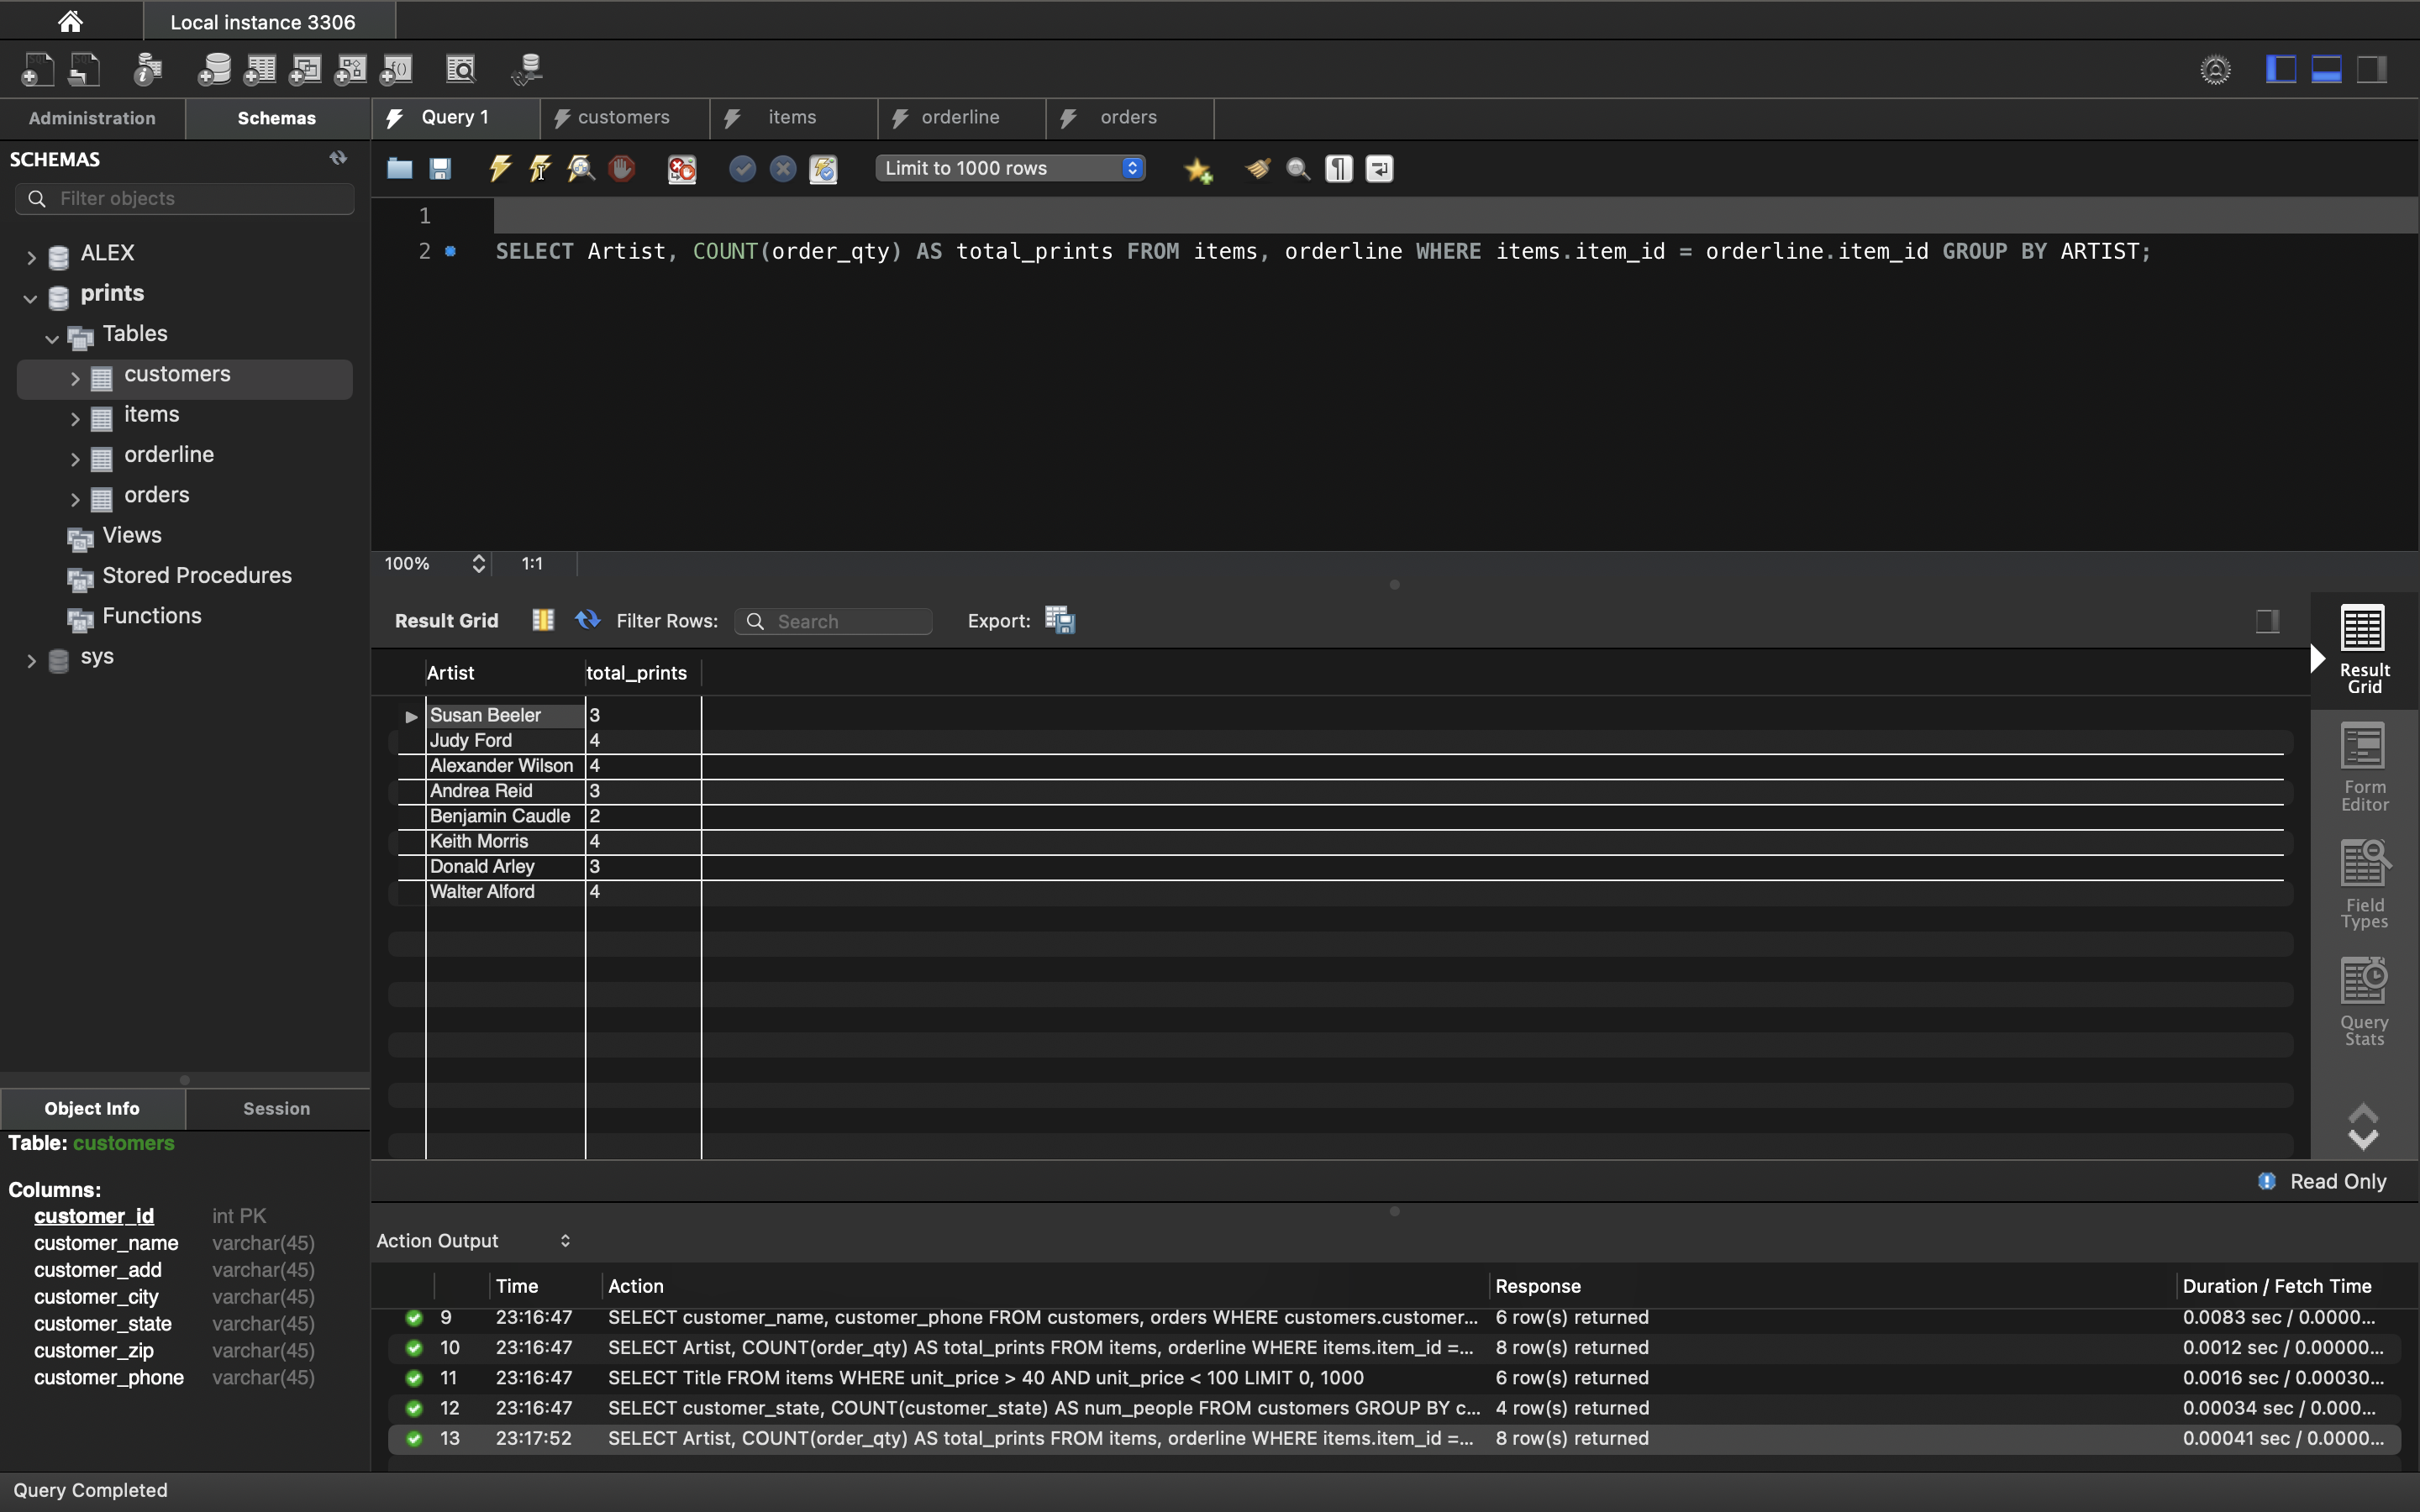 Local instance 3306
Administration
Schemas
Query 1
customers
items
orderline
orders
SCHEMAS
Filter objects
Limit to 1000 rows
ALEX
prints
Tables
customers
items
orderline
orders
Views
Stored Procedures
Functions
sys
1
2 SELECT Artist, COUNT(order_qty) AS total_prints FROM items, orderline WHERE items.item_id = orderline.item_id GROUP BY ARTIST;
100%
1:1
Result Grid
Filter Rows:
Search
Export:
Artist total_prints
Susan Beeler 3
Judy Ford 4
Alexander Wilson 4
Andrea Reid 3
Benjamin Caudle 2
Keith Morris 4
Donald Arley 3
Walter Alford 4
Result
Grid
Form
Editor
Field
Types
Query
Stats
Read Only
Object Info
Session
Table: customers
Columns:
customer_id int PK
customer_name varchar(45)
customer_add varchar(45)
customer_city varchar(45)
customer_state varchar(45)
customer_zip varchar(45)
customer_phone varchar(45)
Action Output
Time Action Response Duration / Fetch Time
9 23:16:47 SELECT customer_name, customer_phone FROM customers, orders WHERE customers.customer... 6 row(s) returned 0.0083 sec / 0.0000...
10 23:16:47 SELECT Artist, COUNT(order_qty) AS total_prints FROM items, orderline WHERE items.item_id =... 8 row(s) returned 0.0012 sec / 0.00000...
11 23:16:47 SELECT Title FROM items WHERE unit_price > 40 AND unit_price < 100 LIMIT 0, 1000 6 row(s) returned 0.0016 sec / 0.00030...
12 23:16:47 SELECT customer_state, COUNT(customer_state) AS num_people FROM customers GROUP BY c... 4 row(s) returned 0.00034 sec / 0.000...
13 23:17:52 SELECT Artist, COUNT(order_qty) AS total_prints FROM items, orderline WHERE items.item_id =... 8 row(s) returned 0.00041 sec / 0.0000...
Query Completed